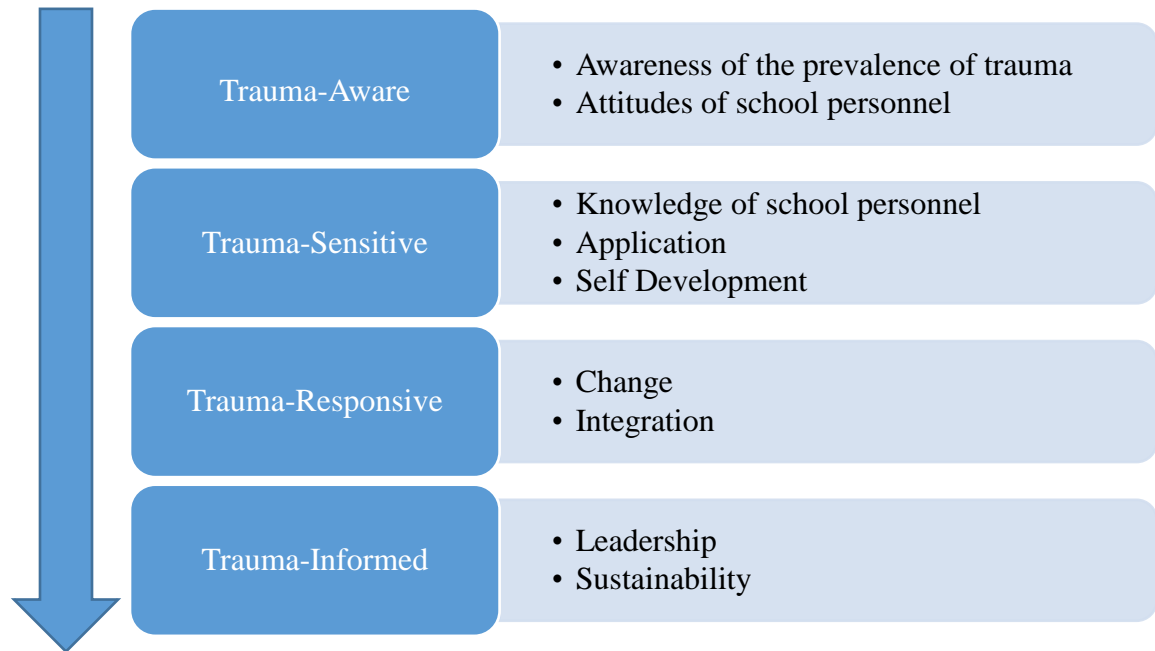 Trauma-Aware
• Awareness of the prevalence of trauma
• Attitudes of school personnel
Trauma-Sensitive
• Knowledge of school personnel
• Application
• Self Development
Trauma-Responsive
• Change
• Integration
Trauma-Informed
• Leadership
• Sustainability